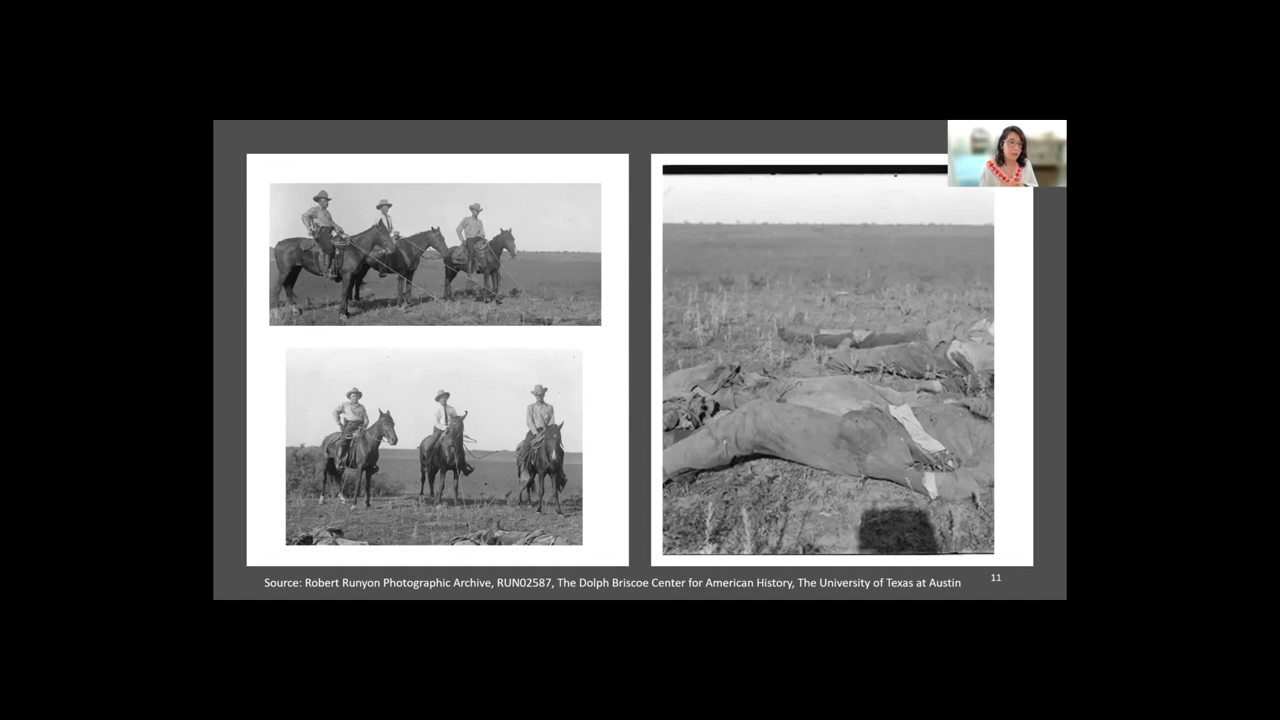 Source: Robert Runyon Photographic Archive, RUN02587, The Dolph Briscoe Center for American History, The University of Texas at Austin
11